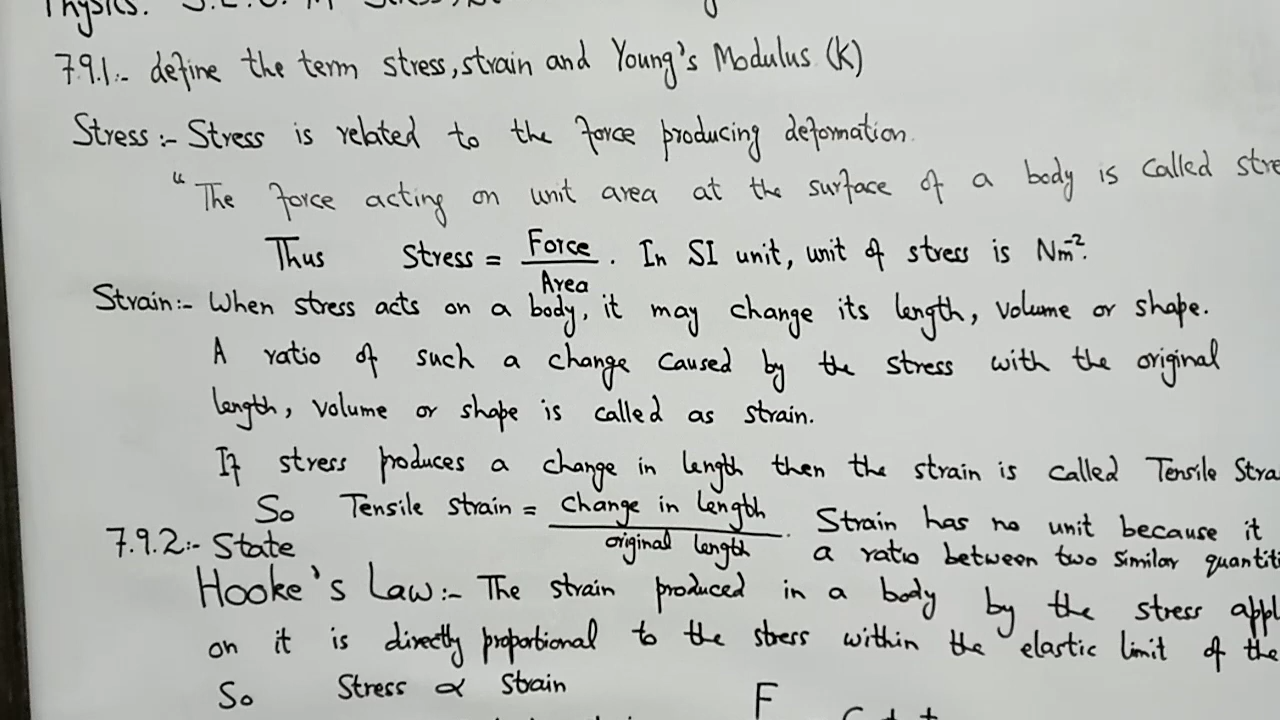 Physics.
7.9.1:- define the term stress, strain and Young's Modulus (K)
Stress:- Stress is related to the force producing deformation.
"The force acting on unit area at the surface of a body is called stre
Thus Stress = Force / Area . In SI unit, unit of stress is Nm⁻².
Strain:- When stress acts on a body, it may change its length, volume or shape.
A ratio of such a change caused by the stress with the original
length, volume or shape is called as strain.
If stress produces a change in length then the strain is called Tensile Stra
So Tensile strain = change in length / original length . Strain has no unit because it
a ratio between two similar quantiti
7.9.2:- State
Hooke's Law:- The strain produced in a body by the stress appl
on it is directly proportional to the stress within the elastic limit of the
So Stress ∝ Strain
F